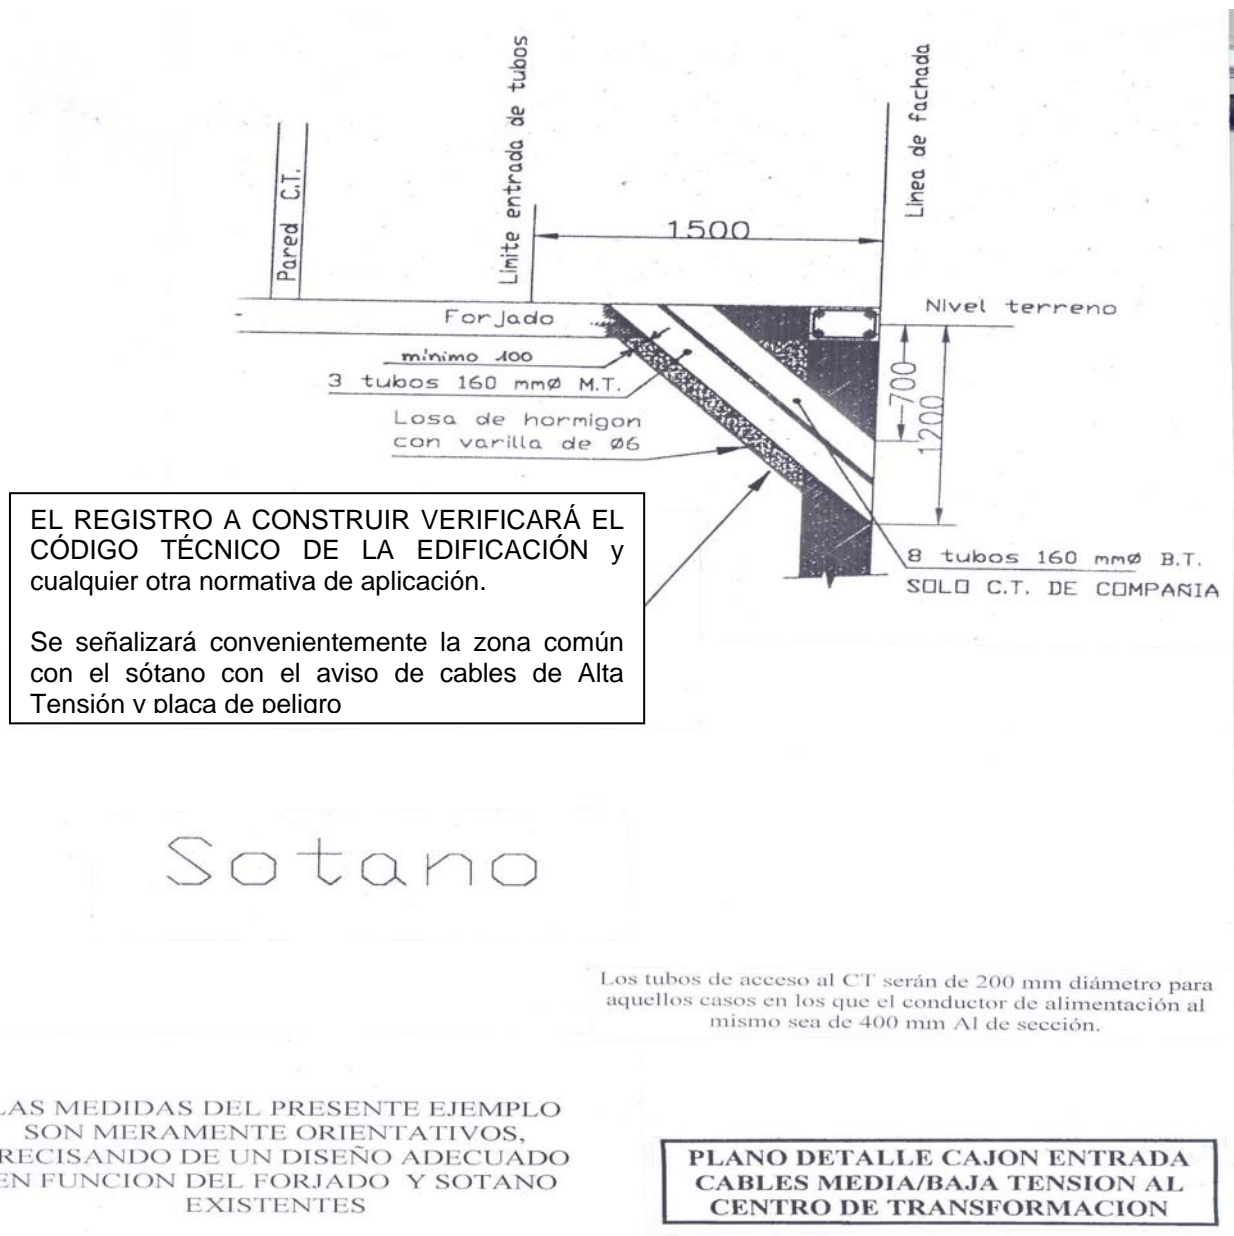 Pared C.T.
Limite entrada de tubos
Linea de fachada
1500
Nivel terreno
Forjado
mínimo 100
3 tubos 160 mmø M.T.
Losa de hormigon
con varilla de ø6
700
1200
EL REGISTRO A CONSTRUIR VERIFICARÁ EL
CÓDIGO TÉCNICO DE LA EDIFICACIÓN y
cualquier otra normativa de aplicación.
Se señalizará convenientemente la zona común
con el sótano con el aviso de cables de Alta
Tensión y placa de peligro
8 tubos 160 mmø B.T.
SOLO C.T. DE COMPAÑIA
Sotano
Los tubos de acceso al CT serán de 200 mm diámetro para
aquellos casos en los que el conductor de alimentación al
mismo sea de 400 mm Al de sección.
LAS MEDIDAS DEL PRESENTE EJEMPLO
SON MERAMENTE ORIENTATIVOS,
RECISANDO DE UN DISEÑO ADECUADO
EN FUNCION DEL FORJADO Y SOTANO
EXISTENTES
PLANO DETALLE CAJON ENTRADA
CABLES MEDIA/BAJA TENSION AL
CENTRO DE TRANSFORMACION